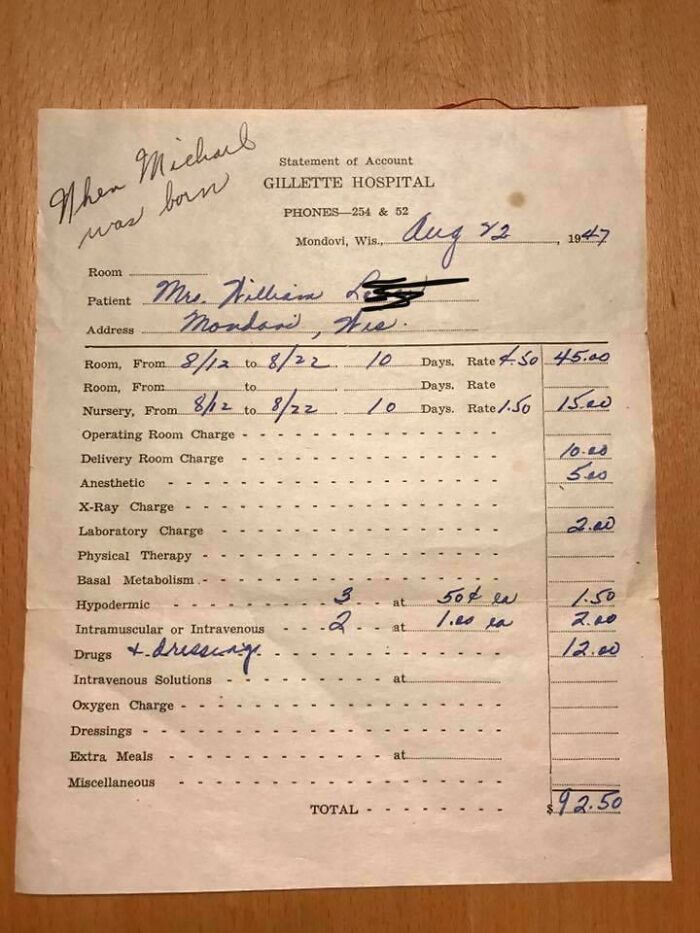 When Michael
was born
Statement of Account
GILLETTE HOSPITAL
PHONES—254 & 52
Mondovi, Wis., Aug 22, 1947
Room
Patient Mrs. William
Address Mondovi, Wis.
Room, From 8/12 to 8/22 10 Days. Rate 4.50 45.00
Room, From to Days. Rate
Nursery, From 8/12 to 8/22 10 Days. Rate 1.50 15.00
Operating Room Charge
Delivery Room Charge 10.00
Anesthetic 5.00
X-Ray Charge
Laboratory Charge 2.00
Physical Therapy
Basal Metabolism
Hypodermic 3 at 50¢ ea 1.50
Intramuscular or Intravenous 2 at 1.00 ea 2.00
Drugs + dressing 12.00
Intravenous Solutions at
Oxygen Charge
Dressings
Extra Meals at
Miscellaneous
TOTAL $92.50